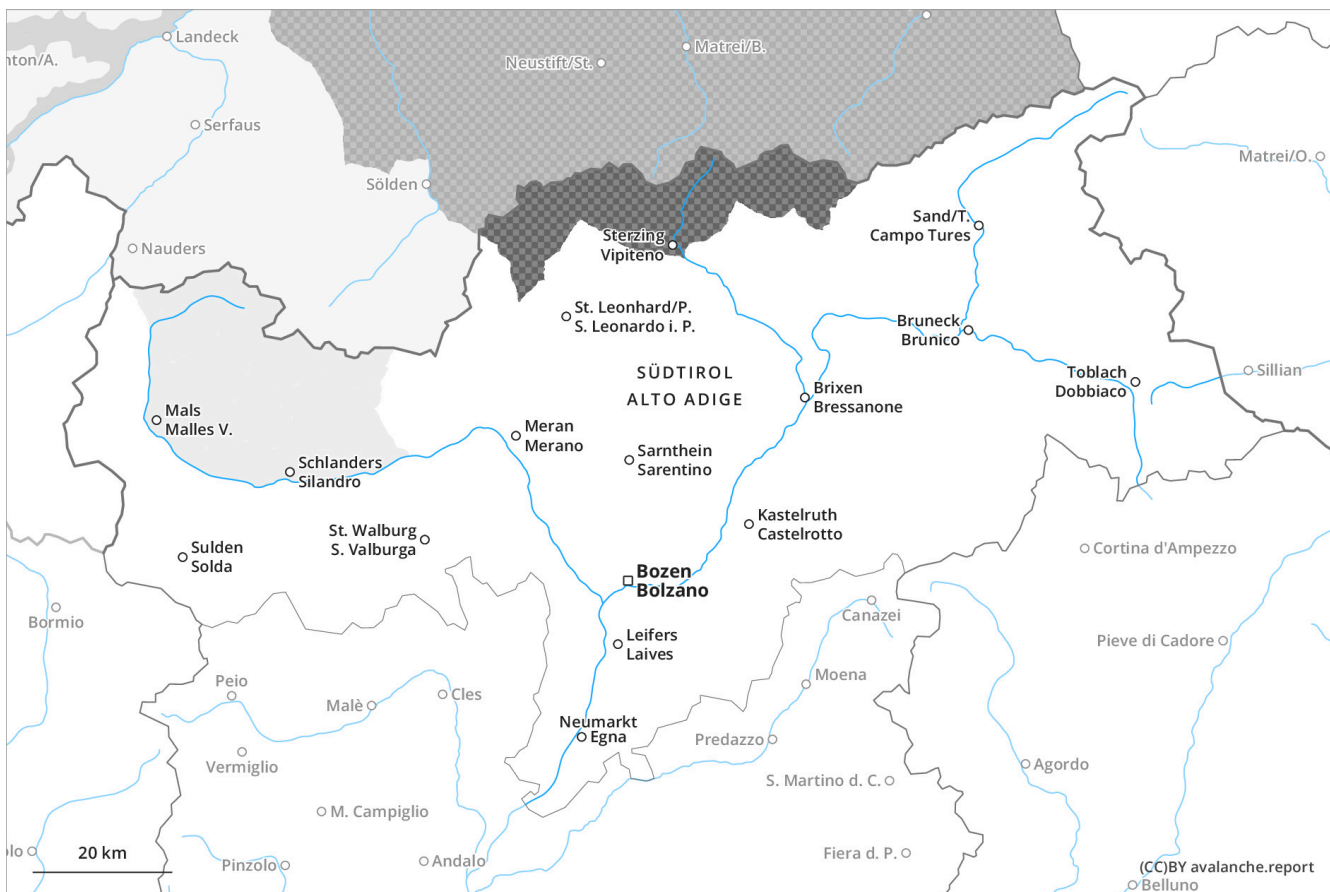 Landeck
nton/A.
Matrei/B.
Neustift/St.
Serfaus
Matrei/O.
Sölden
Sand/T.
Campo Tures
Sterzing
Vipiteno
Nauders
St. Leonhard/P.
S. Leonardo i. P.
Bruneck
Brunico
SÜDTIROL
ALTO ADIGE
Toblach
Dobbiaco
Sillian
Brixen
Bressanone
Mals
Malles V.
Meran
Merano
Sarnthein
Sarentino
Schlanders
Silandro
Kastelruth
Castelrotto
St. Walburg
S. Valburga
Sulden
Solda
Cortina d'Ampezzo
Bozen
Bolzano
Bormio
Canazei
Leifers
Laives
Pieve di Cadore
Peio
Moena
Cles
Malè
Neumarkt
Egna
Predazzo
Vermiglio
Agordo
S. Martino d. C.
M. Campiglio
olo
20 km
Pinzolo
Andalo
Fiera d. P.
(CC)BY avalanche.report
Belluno